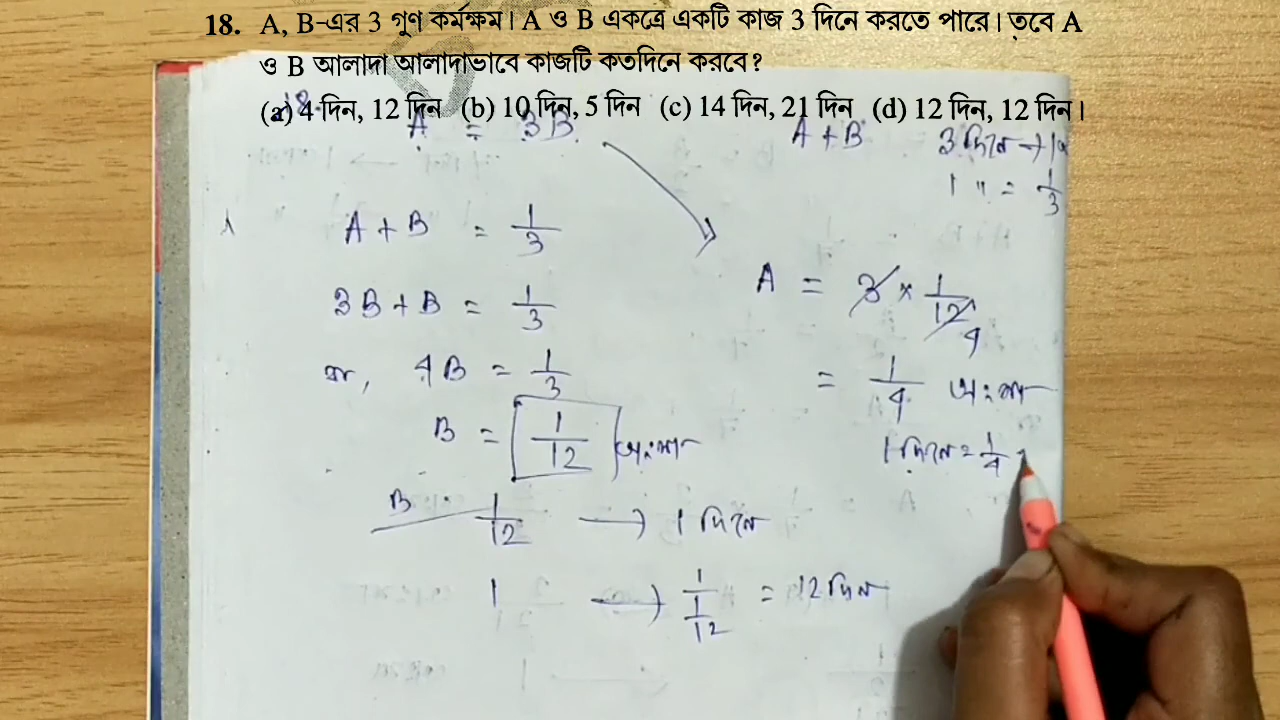 18. A, B-এর 3 গুণ কর্মক্ষম। A ও B একত্রে একটি কাজ 3 দিনে করতে পারে। তবে A
ও B আলাদা আলাদাভাবে কাজটি কতদিনে করবে?
(a) 4 দিন, 12 দিন (b) 10 দিন, 5 দিন (c) 14 দিন, 21 দিন (d) 12 দিন, 12 দিন।
18.
A = 3B
A + B
3 দিনে → 1
1 " = 1/3
A + B = 1/3
3B + B = 1/3
বা, 4B = 1/3
B = 1/12 অংশ
B 1/12 → 1 দিনে
1 → 1/1/12 = 12 দিন
A = 3 × 1/12 4
= 1/4 অংশ
1 দিনে = 1/4